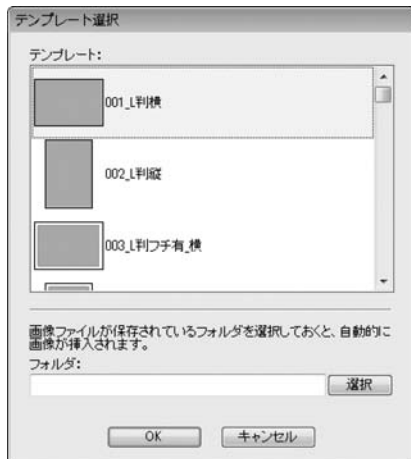 テンプレート選択
テンプレート:
001_L判横
002_L判縦
003_L判フチ有_横
画像ファイルが保存されているフォルダを選択しておくと、自動的に
画像が挿入されます。
フォルダ:
選択
OK キャンセル